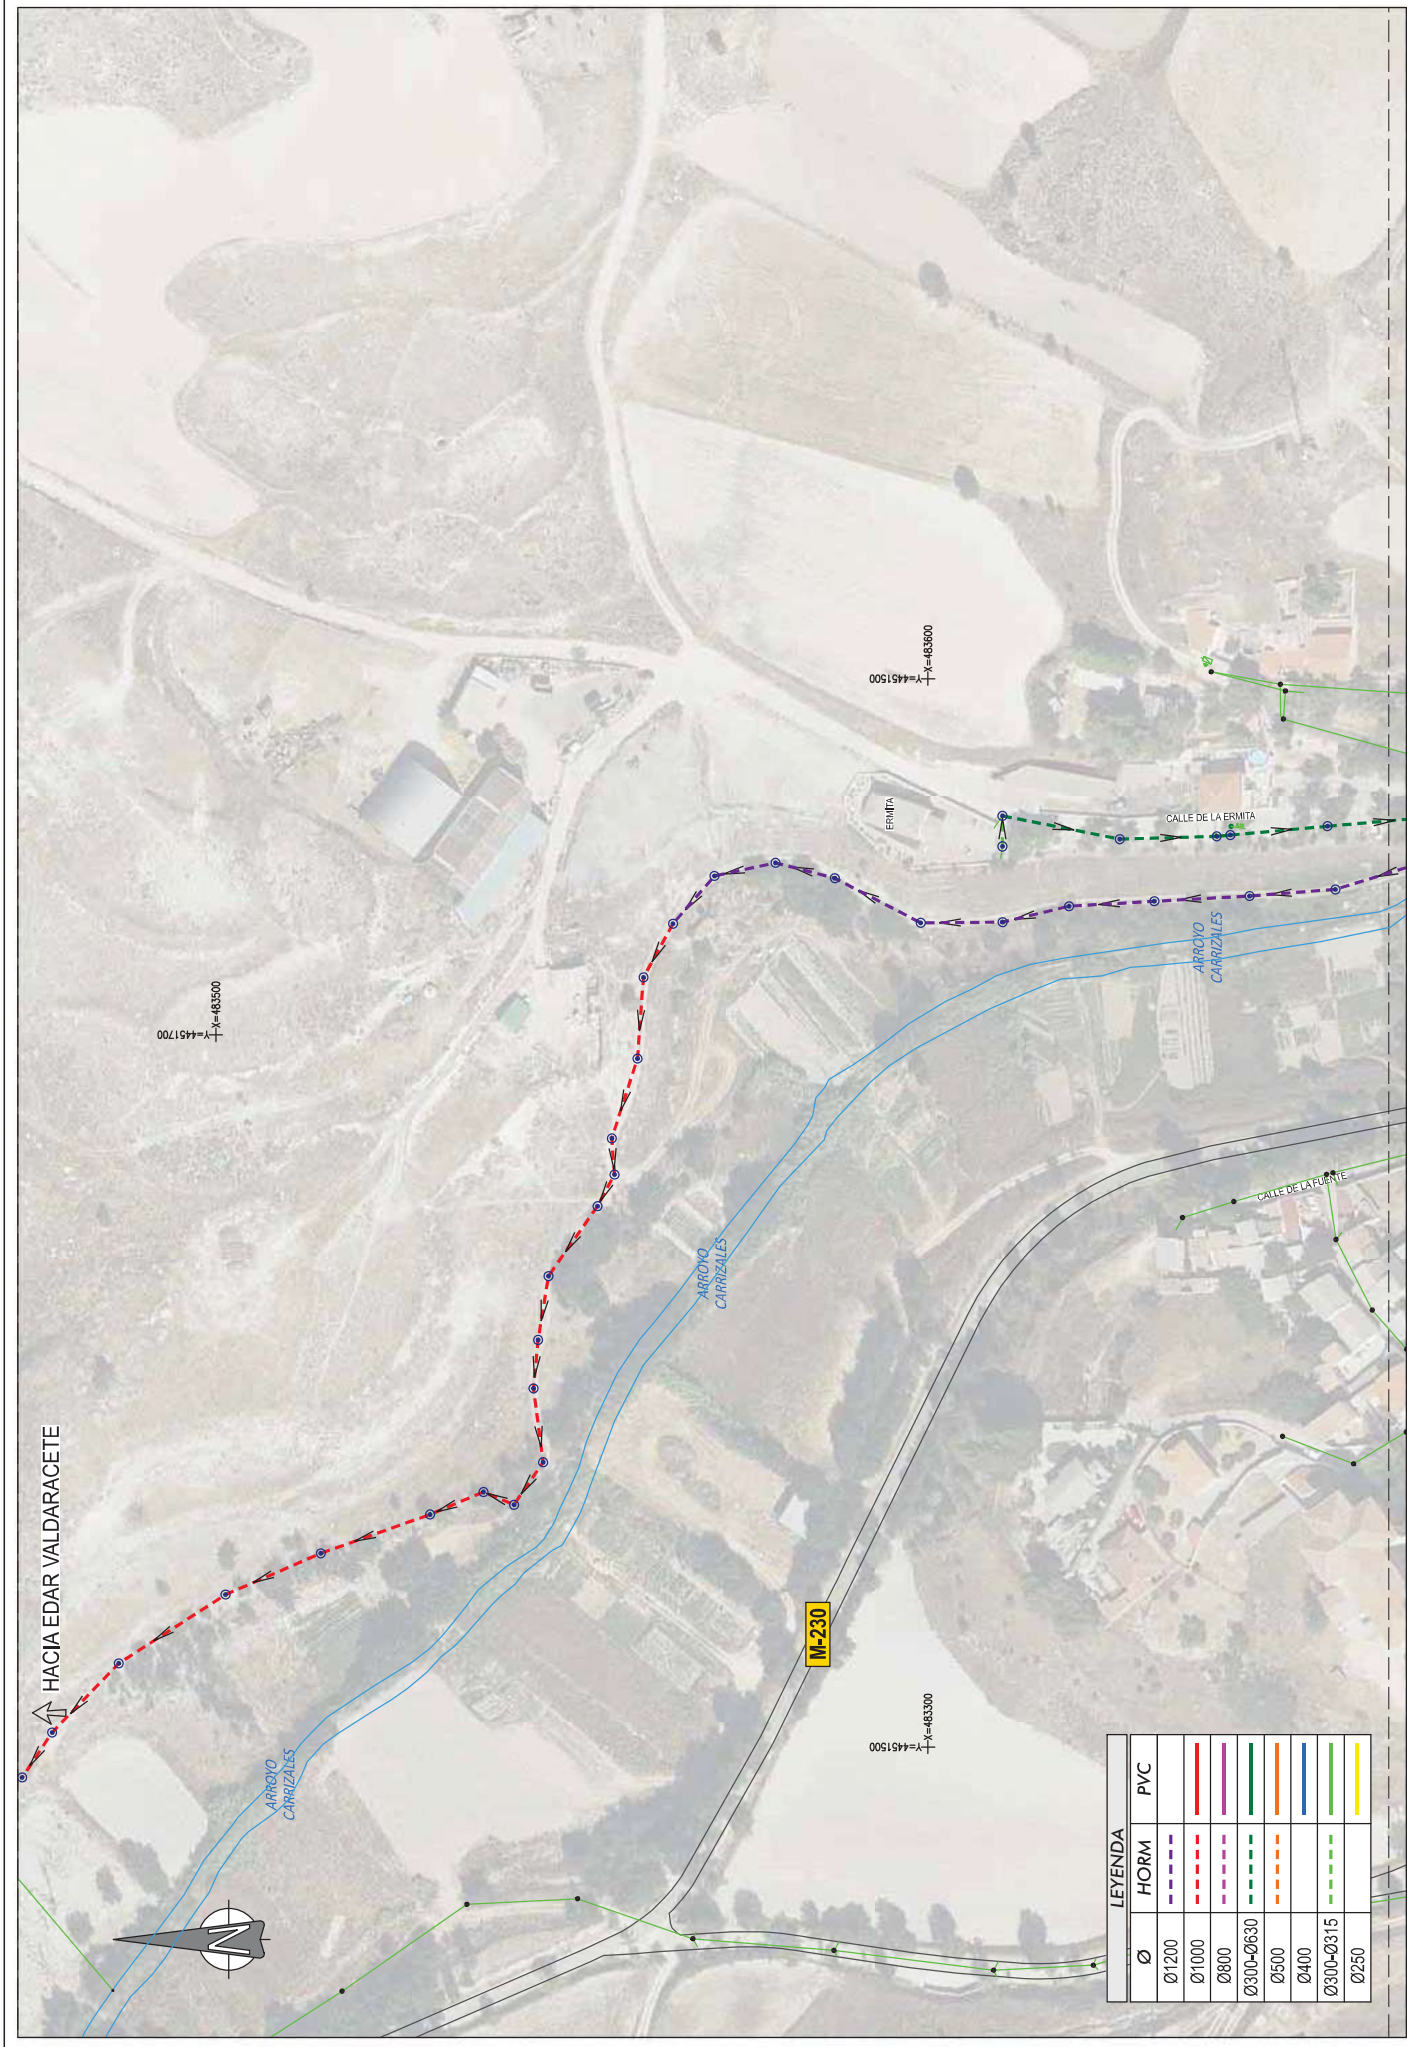 HACIA EDAR VALDARACETE
Y=4451700
X=483500
Y=4451500
X=483600
ERMITA
CALLE DE LA ERMITA
ARROYO
CARRIZALES
ARROYO
CARRIZALES
CALLE DE LA FUENTE
M-230
Y=4451500
X=483300
ARROYO
CARRIZALES
N
LEYENDA
Ø HORM PVC
Ø1200
Ø1000
Ø800
Ø300-Ø630
Ø500
Ø400
Ø300-Ø315
Ø250